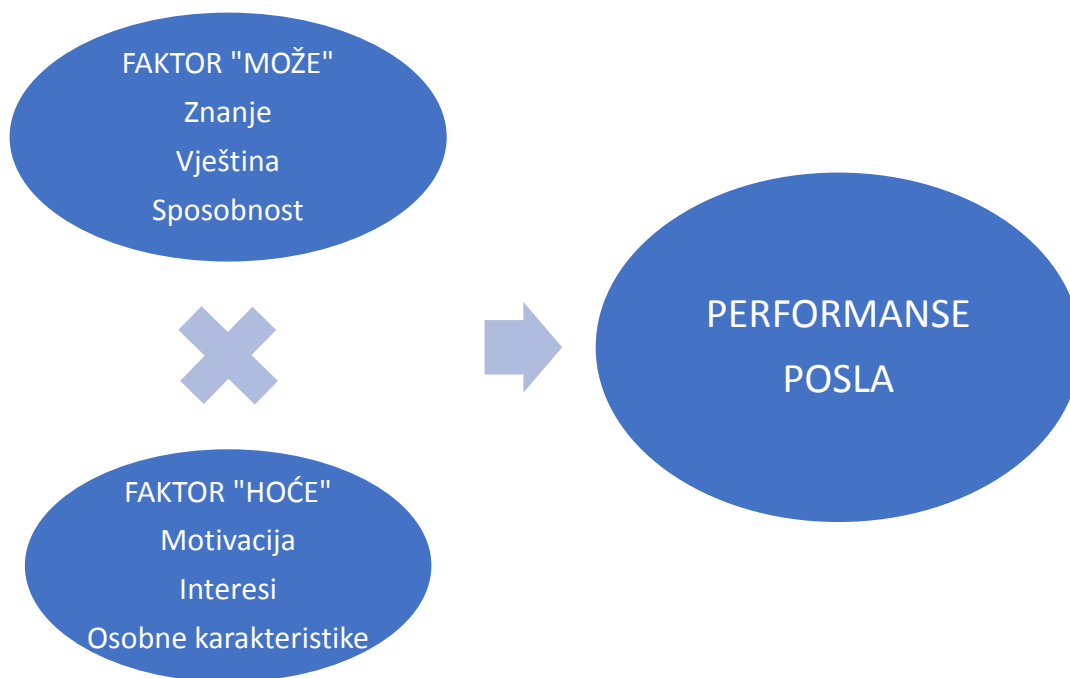 FAKTOR "MOŽE"
Znanje
Vještina
Sposobnost
FAKTOR "HOĆE"
Motivacija
Interesi
Osobne karakteristike
PERFORMANSE
POSLA